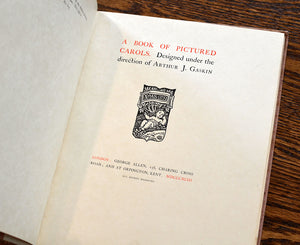 A BOOK OF PICTURED
CAROLS. Designed under the
direction of ARTHUR J. GASKIN
LONDON GEORGE ALLEN, 156, CHARING CROSS
ROAD, AND AT ORPINGTON, KENT. MDCCCXCIII